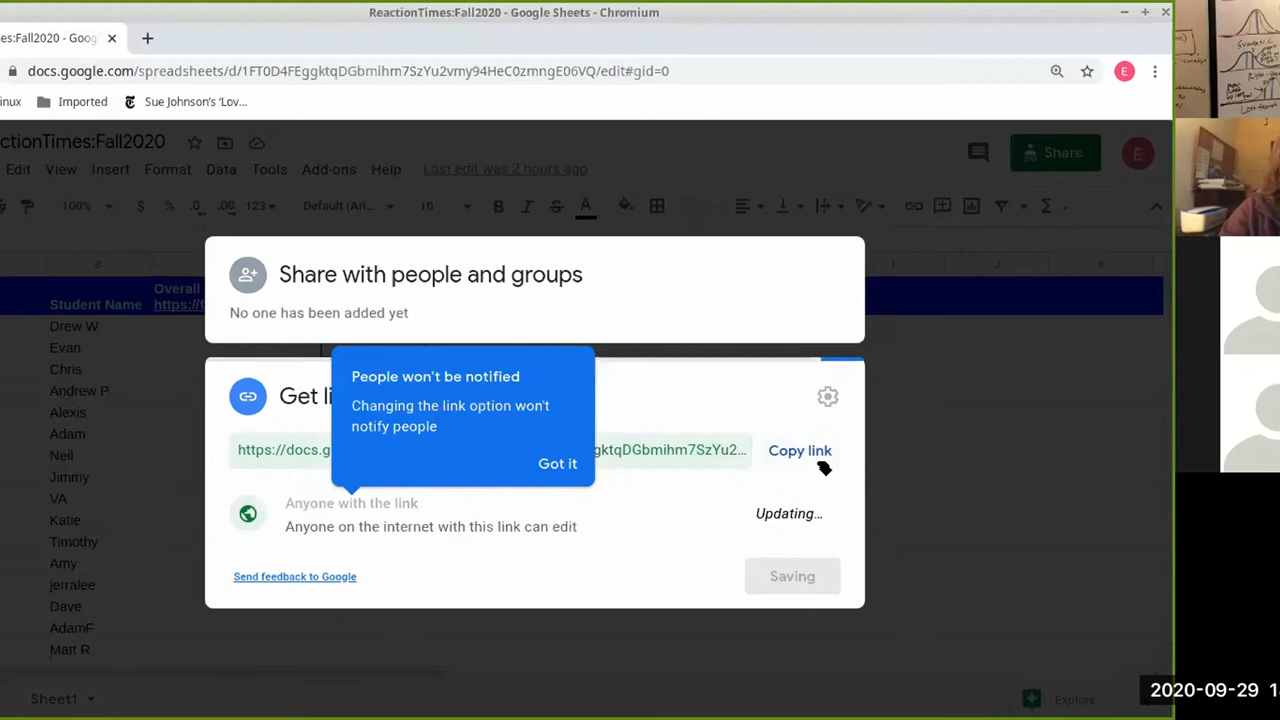 ReactionTimes:Fall2020 - Google Sheets - Chromium
es:Fall2020 - Goog
docs.google.com/spreadsheets/d/1FT0D4FEggktqDGbmihm7SzYu2vmy94HeC0zmngE06VQ/edit#gid=0
E
inux Imported Sue Johnson's 'Lov...
ctionTimes:Fall2020
Share
E
Edit View Insert Format Data Tools Add-ons Help Last edit was 2 hours ago
100% $ % .0 .00 123 Default (Ari... 10 B I S A
B I J K
Overall
Student Name https://f
Drew W
Evan
Chris
Andrew P.
Alexis
Adam
Neil
Jimmy
VA
Katie
Timothy
Amy
jerralee
Dave
AdamF
Matt R
Share with people and groups
No one has been added yet
Get li
People won't be notified
Changing the link option won't
notify people
Got it
https://docs.g gktqDGbmihm7SzYu2...
Copy link
Anyone with the link
Anyone on the internet with this link can edit
Updating...
Send feedback to Google
Saving
Sheet1
Explore
2020-09-29 1